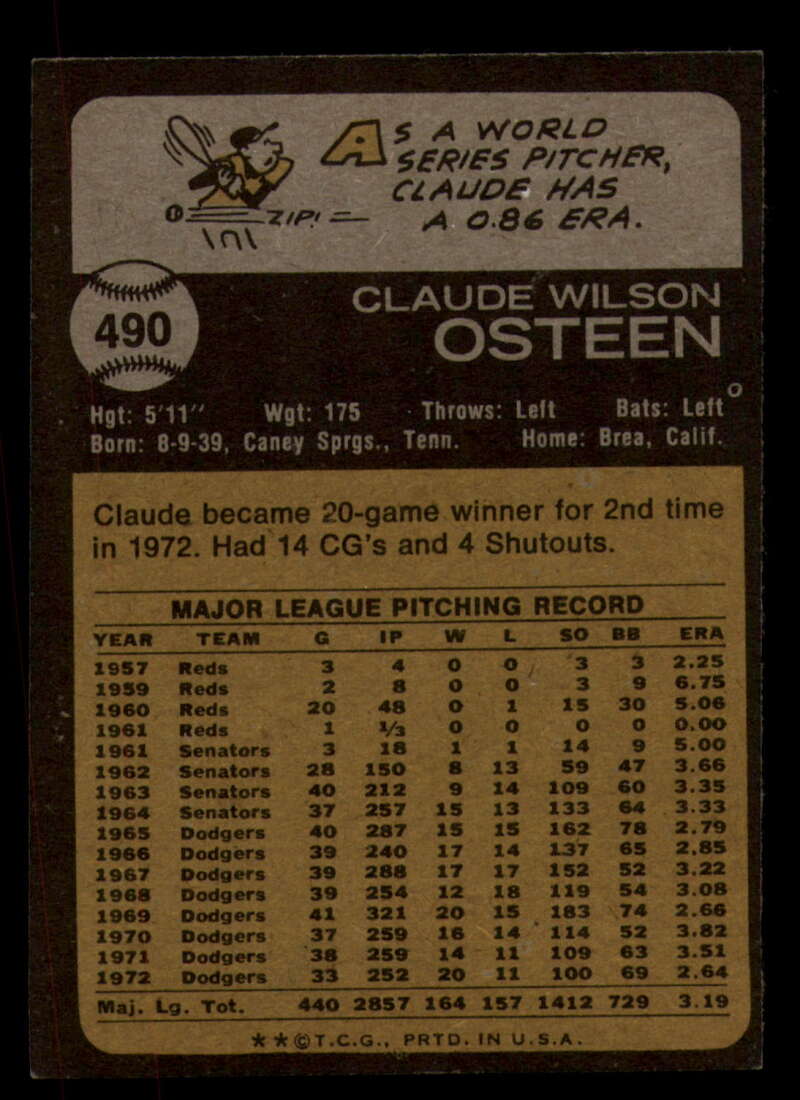 AS A WORLD
SERIES PITCHER,
CLAUDE HAS
A 0.86 ERA.
ZIP!
490
CLAUDE WILSON
OSTEEN
Hgt: 5'11" Wgt: 175 Throws: Left Bats: Left
Born: 8-9-39, Caney Sprgs., Tenn. Home: Brea, Calif.
Claude became 20-game winner for 2nd time
in 1972. Had 14 CG's and 4 Shutouts.
MAJOR LEAGUE PITCHING RECORD
YEAR TEAM G IP W L SO BB ERA
1957 Reds 3 4 0 0 3 3 2.25
1959 Reds 2 8 0 0 3 9 6.75
1960 Reds 20 48 0 1 15 30 5.06
1961 Reds 1 ⅓ 0 0 0 0 0.00
1961 Senators 3 18 1 1 14 9 5.00
1962 Senators 28 150 8 13 59 47 3.66
1963 Senators 40 212 9 14 109 60 3.35
1964 Senators 37 257 15 13 133 64 3.33
1965 Dodgers 40 287 15 15 162 78 2.79
1966 Dodgers 39 240 17 14 137 65 2.85
1967 Dodgers 39 288 17 17 152 52 3.22
1968 Dodgers 39 254 12 18 119 54 3.08
1969 Dodgers 41 321 20 15 183 74 2.66
1970 Dodgers 37 259 16 14 114 52 3.82
1971 Dodgers 38 259 14 11 109 63 3.51
1972 Dodgers 33 252 20 11 100 69 2.64
Maj. Lg. Tot. 440 2857 164 157 1412 729 3.19
★★©T.C.G., PRTD. IN U.S.A.